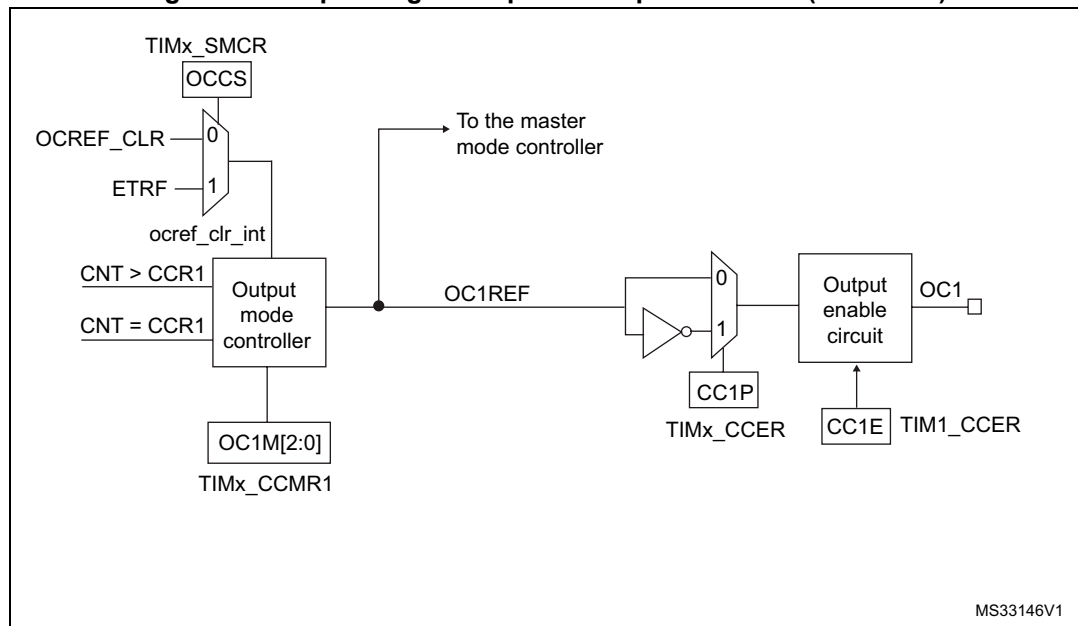 TIMx_SMCR
OCCS
OCREF_CLR
0
ETRF
1
ocref_clr_int
To the master
mode controller
CNT > CCR1
CNT = CCR1
Output
mode
controller
OC1REF
0
1
Output
enable
circuit
OC1
CC1P
TIMx_CCER
CC1E
TIM1_CCER
OC1M[2:0]
TIMx_CCMR1
MS33146V1